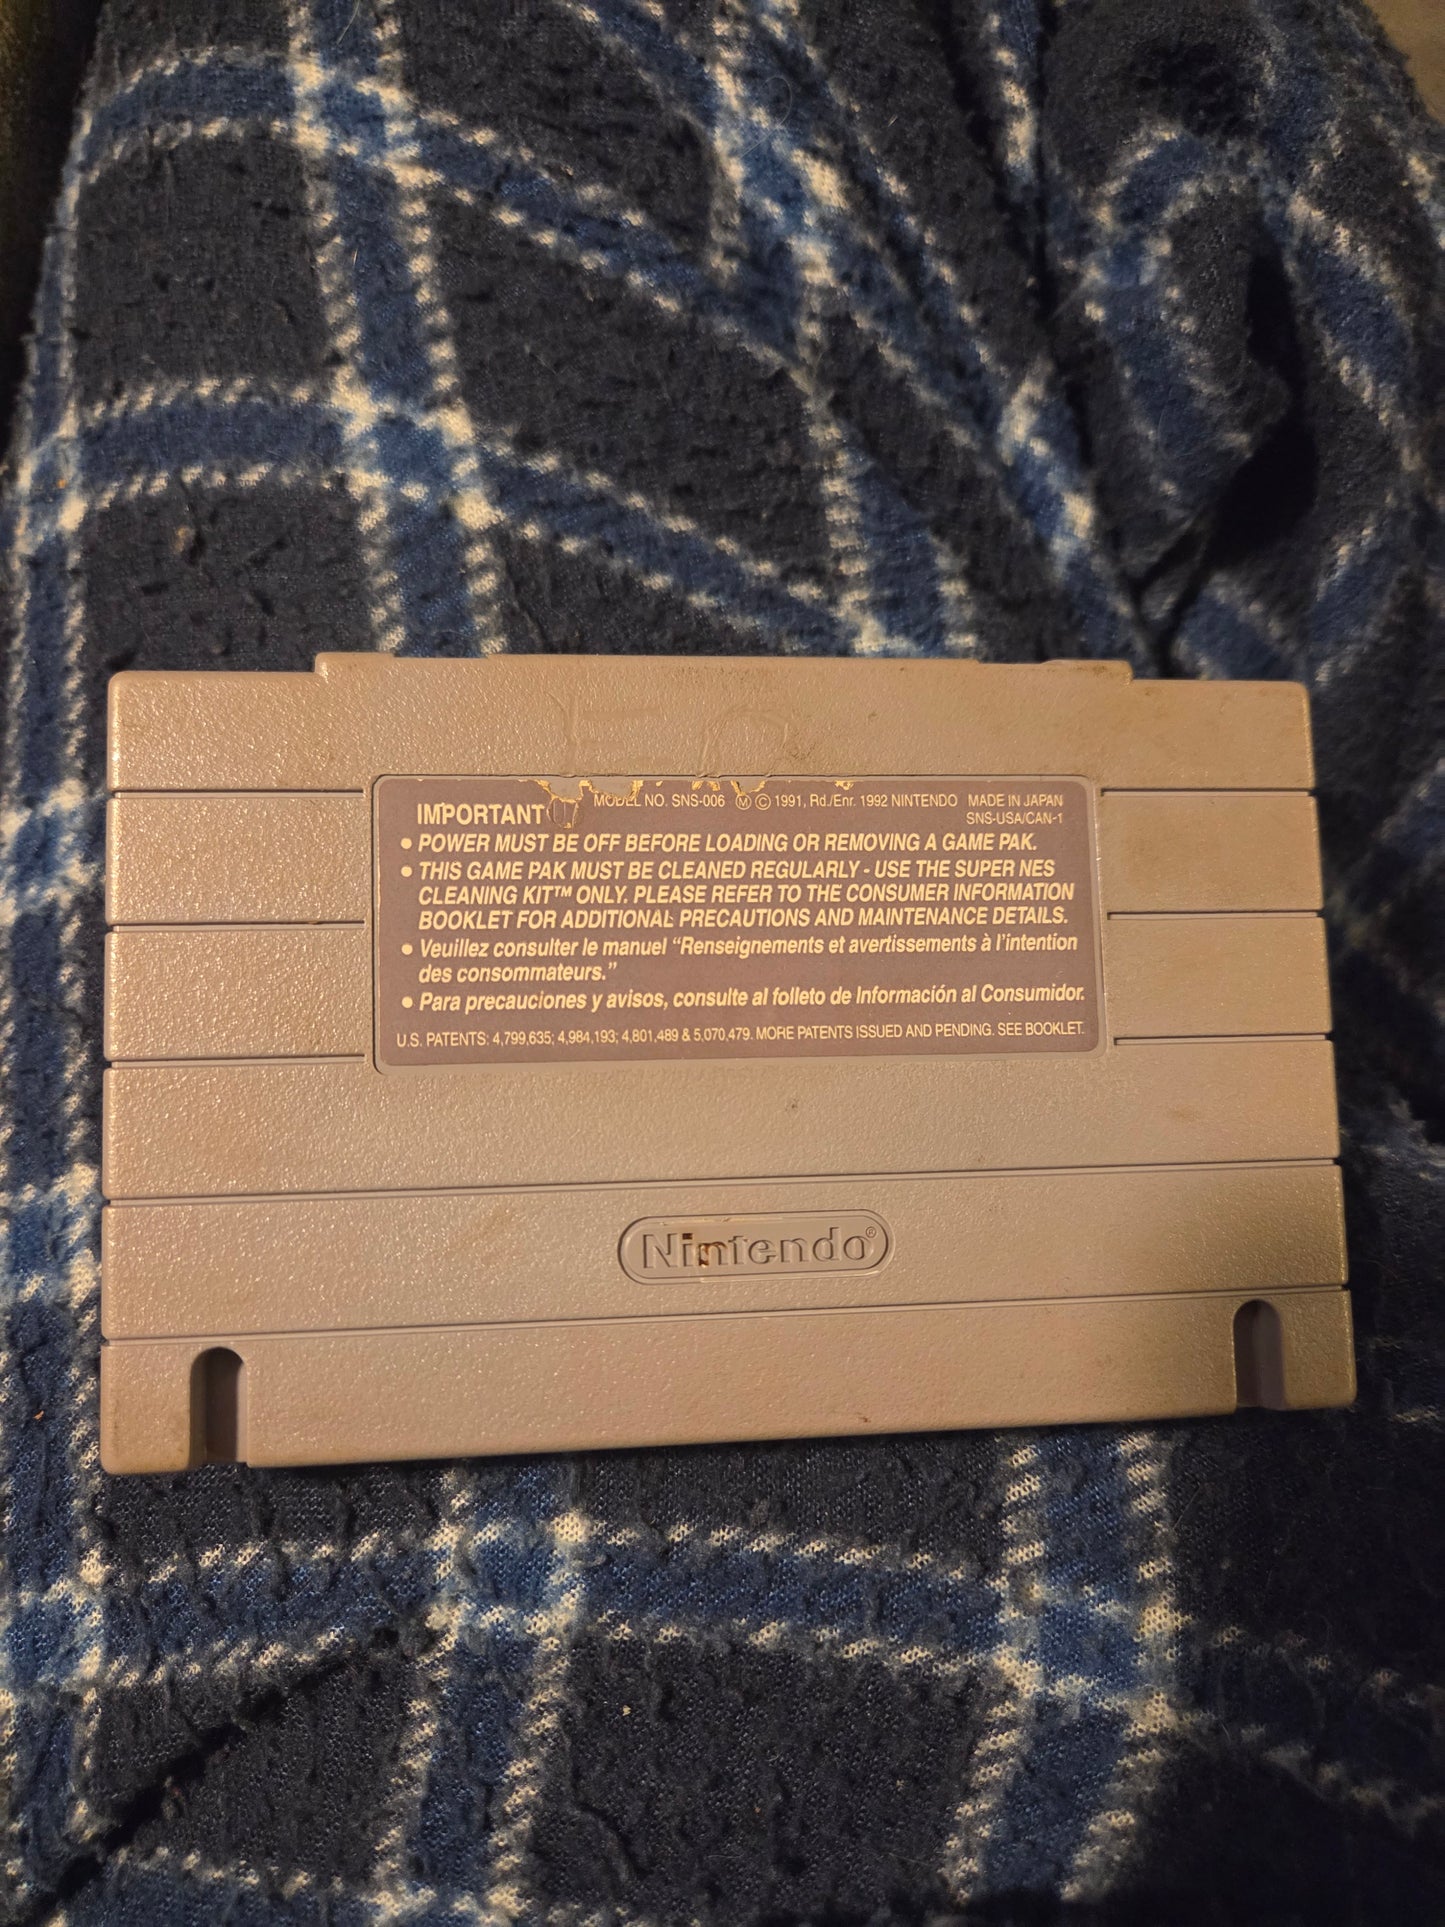 IMPORTANT
MODEL NO. SNS-006 Ⓜ © 1991, Rd./Enr. 1992 NINTENDO MADE IN JAPAN
SNS-USA/CAN-1
• POWER MUST BE OFF BEFORE LOADING OR REMOVING A GAME PAK.
• THIS GAME PAK MUST BE CLEANED REGULARLY - USE THE SUPER NES
CLEANING KIT™ ONLY. PLEASE REFER TO THE CONSUMER INFORMATION
BOOKLET FOR ADDITIONAL PRECAUTIONS AND MAINTENANCE DETAILS.
• Veuillez consulter le manuel “Renseignements et avertissements à l’intention
des consommateurs.”
• Para precauciones y avisos, consulte al folleto de Información al Consumidor.
U.S. PATENTS: 4,799,635; 4,984,193; 4,801,489 & 5,070,479. MORE PATENTS ISSUED AND PENDING. SEE BOOKLET.
Nintendo®